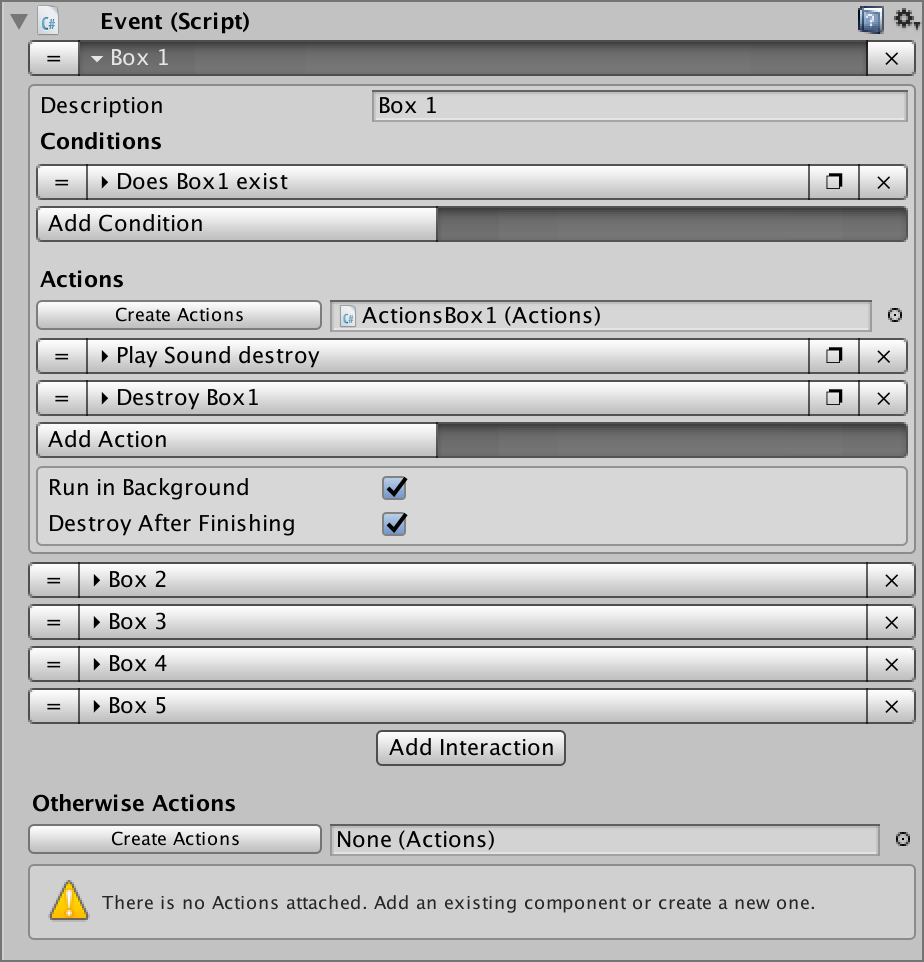 Event (Script)
= Box 1 ×
Description Box 1
Conditions
= Does Box1 exist ×
Add Condition
Actions
Create Actions C# ActionsBox1 (Actions)
= Play Sound destroy ×
= Destroy Box1 ×
Add Action
Run in Background
Destroy After Finishing
= Box 2 ×
= Box 3 ×
= Box 4 ×
= Box 5 ×
Add Interaction
Otherwise Actions
Create Actions None (Actions)
There is no Actions attached. Add an existing component or create a new one.